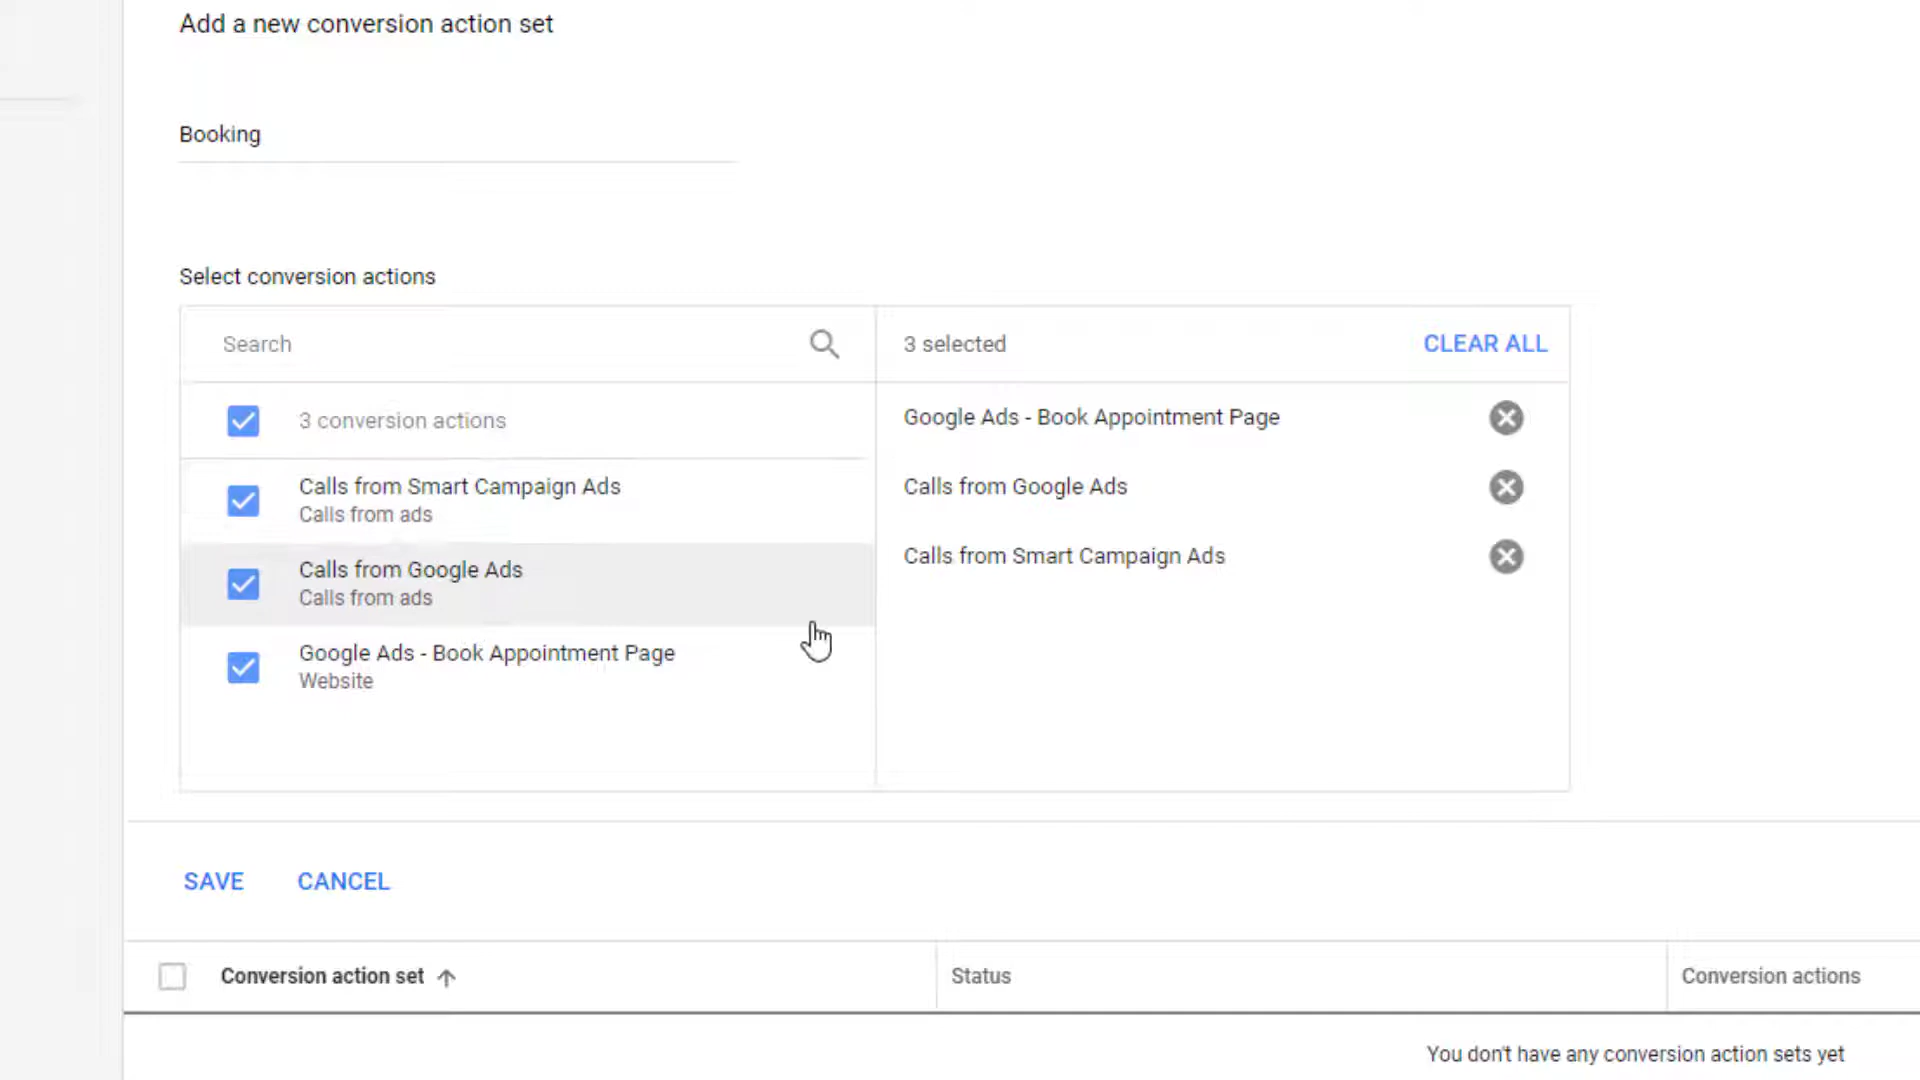 Add a new conversion action set
Booking
Select conversion actions
Search
3 selected
CLEAR ALL
3 conversion actions
Calls from Smart Campaign Ads
Calls from ads
Calls from Google Ads
Calls from ads
Google Ads - Book Appointment Page
Website
Google Ads - Book Appointment Page
Calls from Google Ads
Calls from Smart Campaign Ads
SAVE
CANCEL
Conversion action set
Status
Conversion actions
You don't have any conversion action sets yet